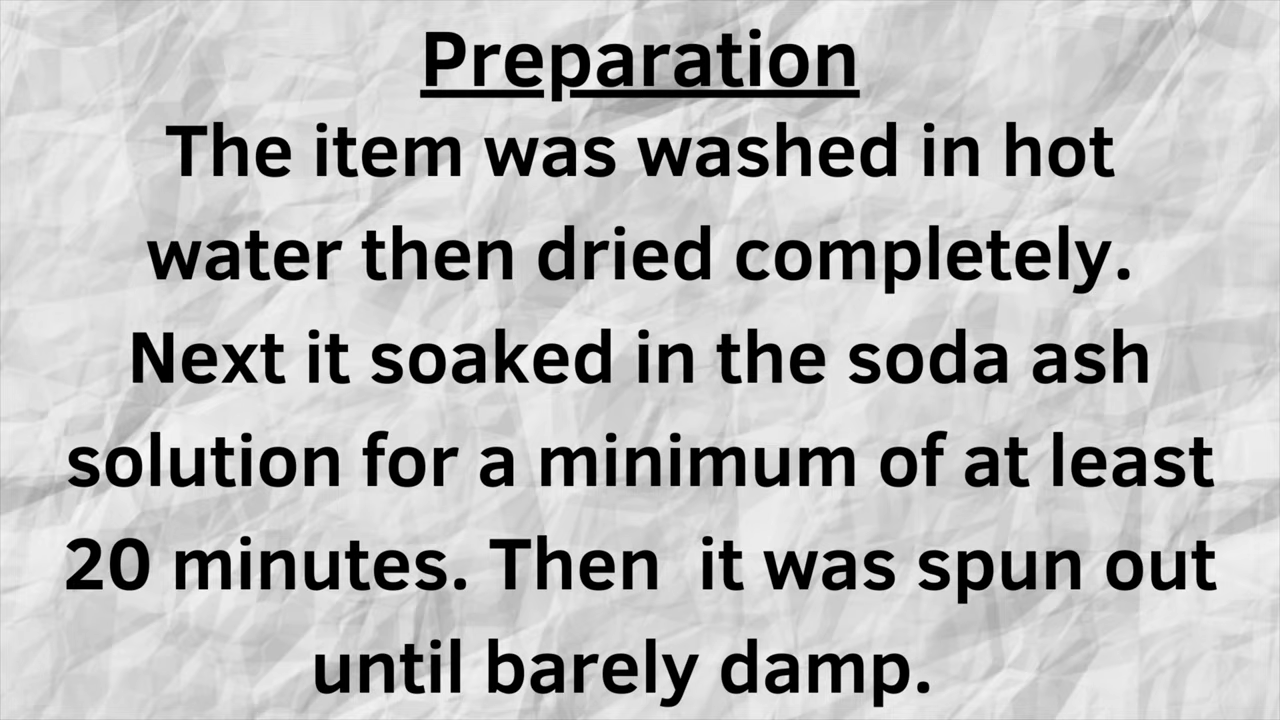 Preparation
The item was washed in hot
water then dried completely.
Next it soaked in the soda ash
solution for a minimum of at least
20 minutes. Then  it was spun out
until barely damp.